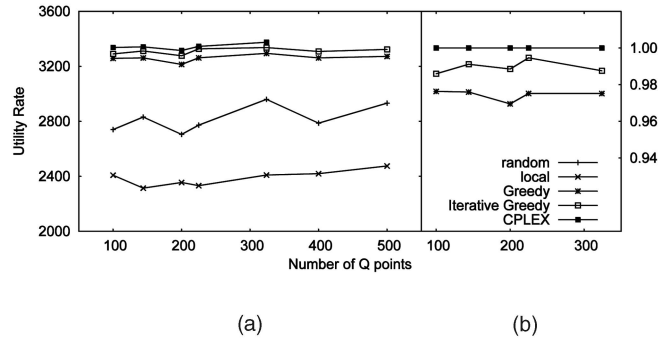 3600
3200
2800
2400
2000
Utility Rate
100 200 300 400 500
Number of Q points
100 200 300
1.00
0.98
0.96
0.94
random
local
Greedy
Iterative Greedy
CPLEX
(a) (b)